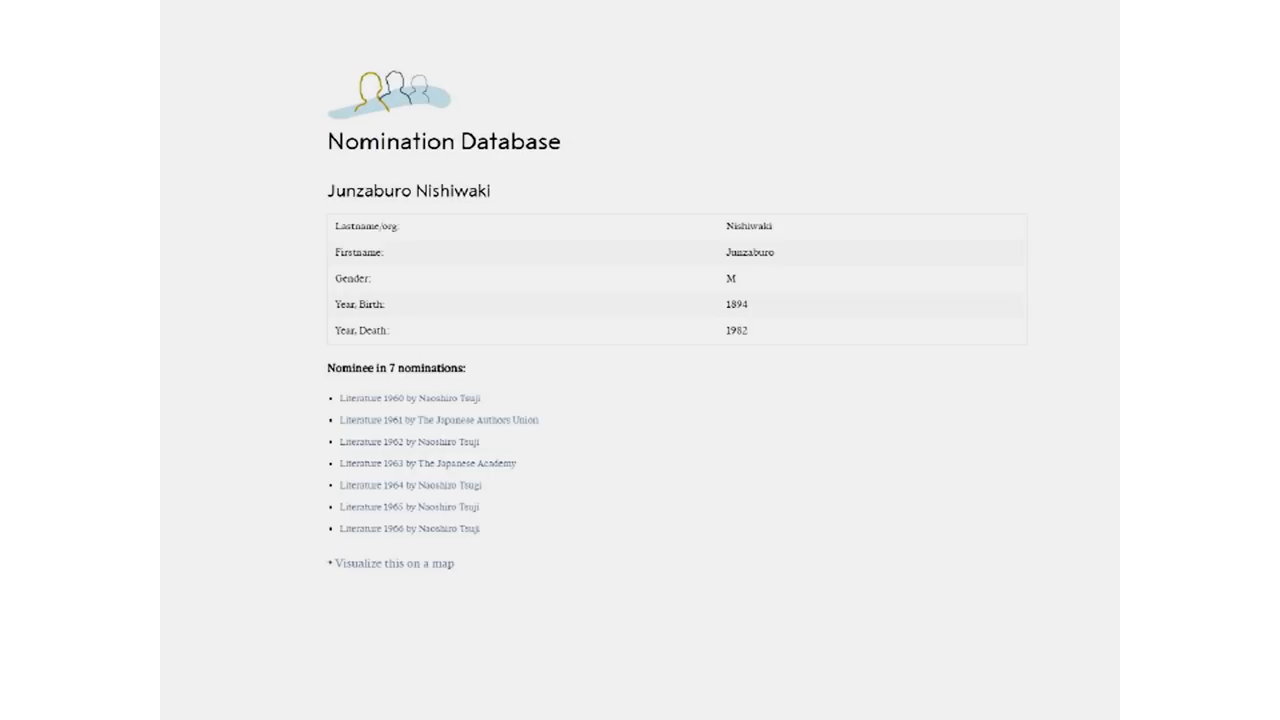 Nomination Database
Junzaburo Nishiwaki
Lastname/org: Nishiwaki
Firstname: Junzaburo
Gender: M
Year, Birth: 1894
Year, Death: 1982
Nominee in 7 nominations:
• Literature 1960 by Naoshiro Tsuji
• Literature 1961 by The Japanese Authors Union
• Literature 1962 by Naoshiro Tsuji
• Literature 1963 by The Japanese Academy
• Literature 1964 by Naoshiro Tsugi
• Literature 1965 by Naoshiro Tsuji
• Literature 1966 by Naoshiro Tsuji
Visualize this on a map